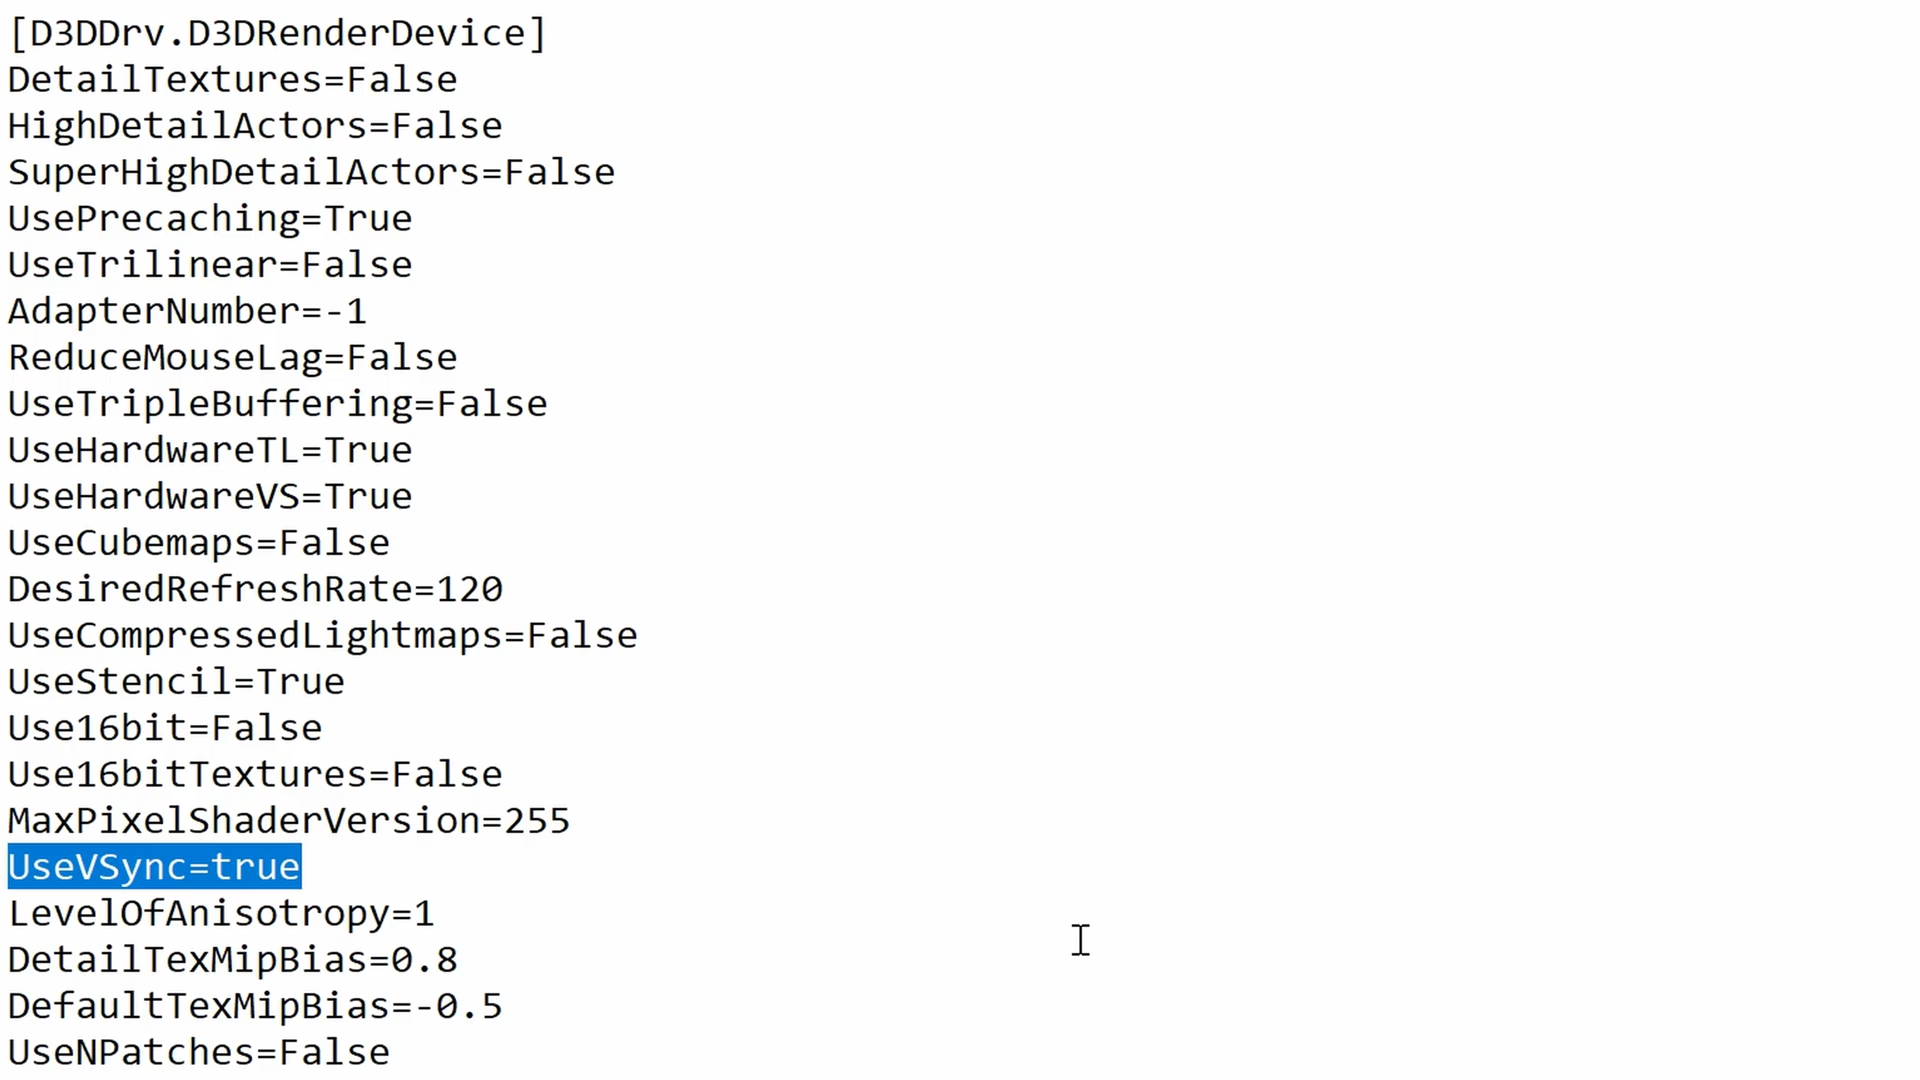 [D3DDrv.D3DRenderDevice]
DetailTextures=False
HighDetailActors=False
SuperHighDetailActors=False
UsePrecaching=True
UseTrilinear=False
AdapterNumber=-1
ReduceMouseLag=False
UseTripleBuffering=False
UseHardwareTL=True
UseHardwareVS=True
UseCubemaps=False
DesiredRefreshRate=120
UseCompressedLightmaps=False
UseStencil=True
Use16bit=False
Use16bitTextures=False
MaxPixelShaderVersion=255
UseVSync=true
LevelOfAnisotropy=1
DetailTexMipBias=0.8
DefaultTexMipBias=-0.5
UseNPatches=False